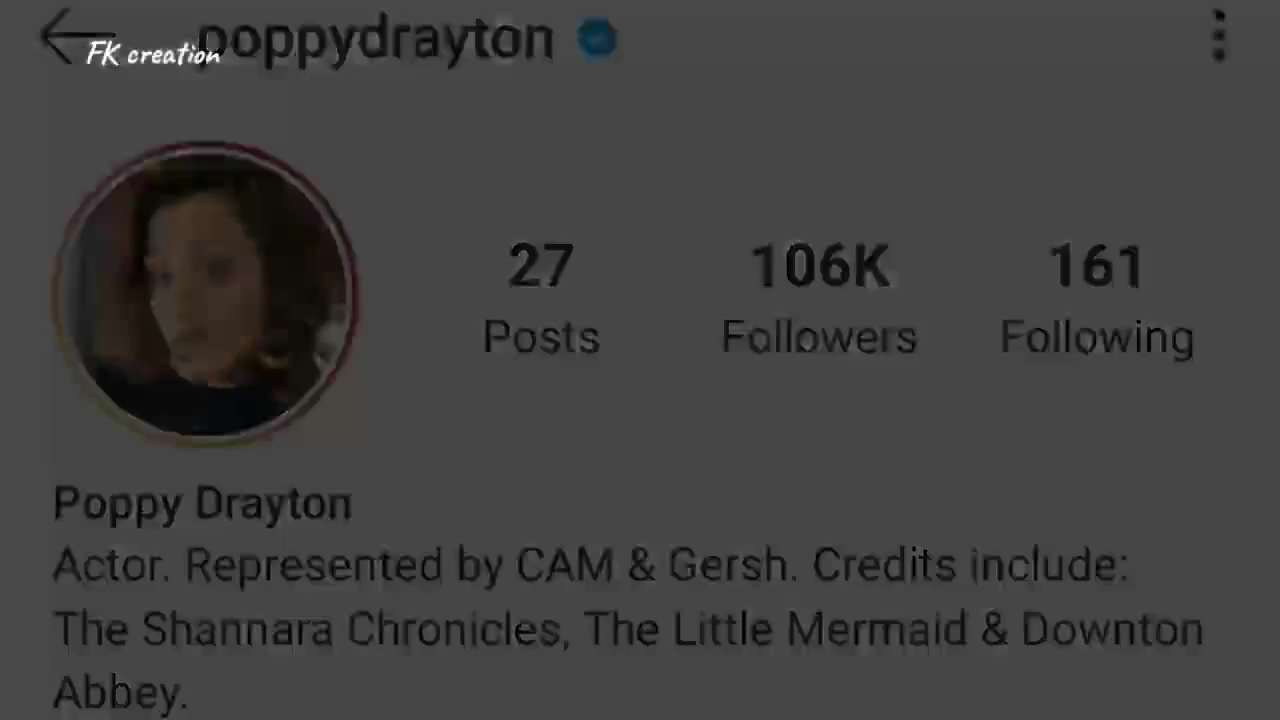 poppydrayton
FK creation
27 106K 161
Posts Followers Following
Poppy Drayton
Actor. Represented by CAM & Gersh. Credits include:
The Shannara Chronicles, The Little Mermaid & Downton
Abbey.